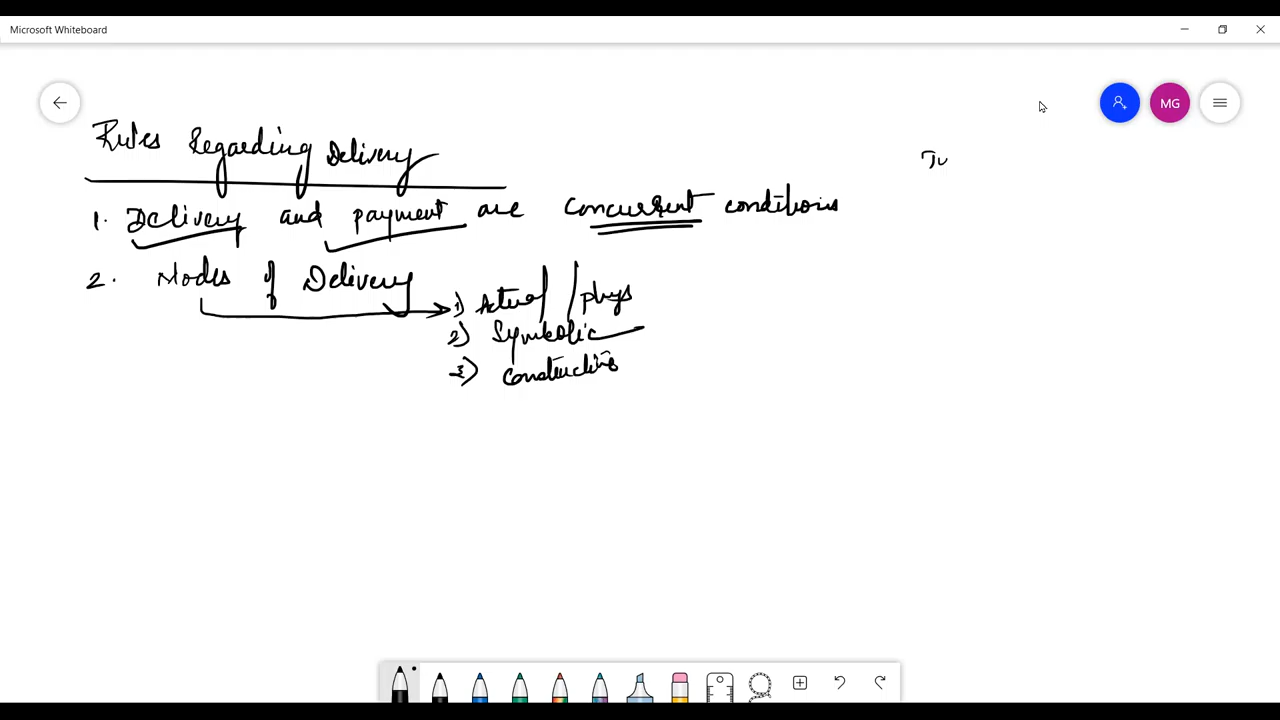 Microsoft Whiteboard
MG
Rules Regarding Delivery
1. Delivery and payment are concurrent conditions
2. Modes of Delivery
1) Actual / phys
2) Symbolic
3) Constructive